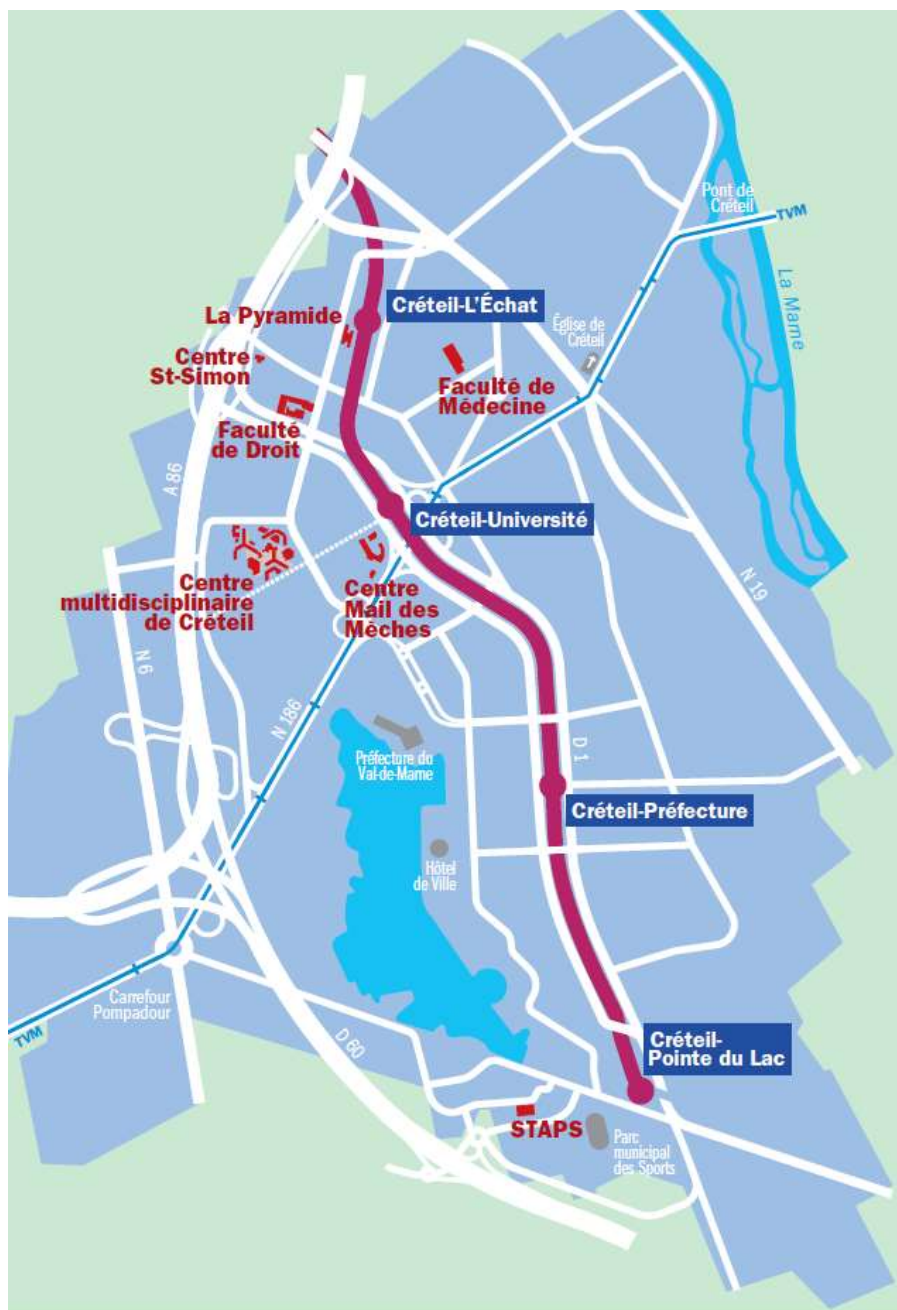 Pont de
Créteil
TVM
La Marne
Créteil-L'Échat
La Pyramide
Église de
Créteil
Centre
St-Simon
Faculté de
Médecine
Faculté
de Droit
A 86
Créteil-Université
Centre
multidisciplinaire
de Créteil
Centre
Mail des
Mèches
N 19
N 6
N 186
Préfecture du
Val-de-Marne
D 1
Créteil-Préfecture
Hôtel
de Ville
Carrefour
Pompadour
TVM
D 60
Créteil-
Pointe du Lac
STAPS
Parc
municipal
des Sports